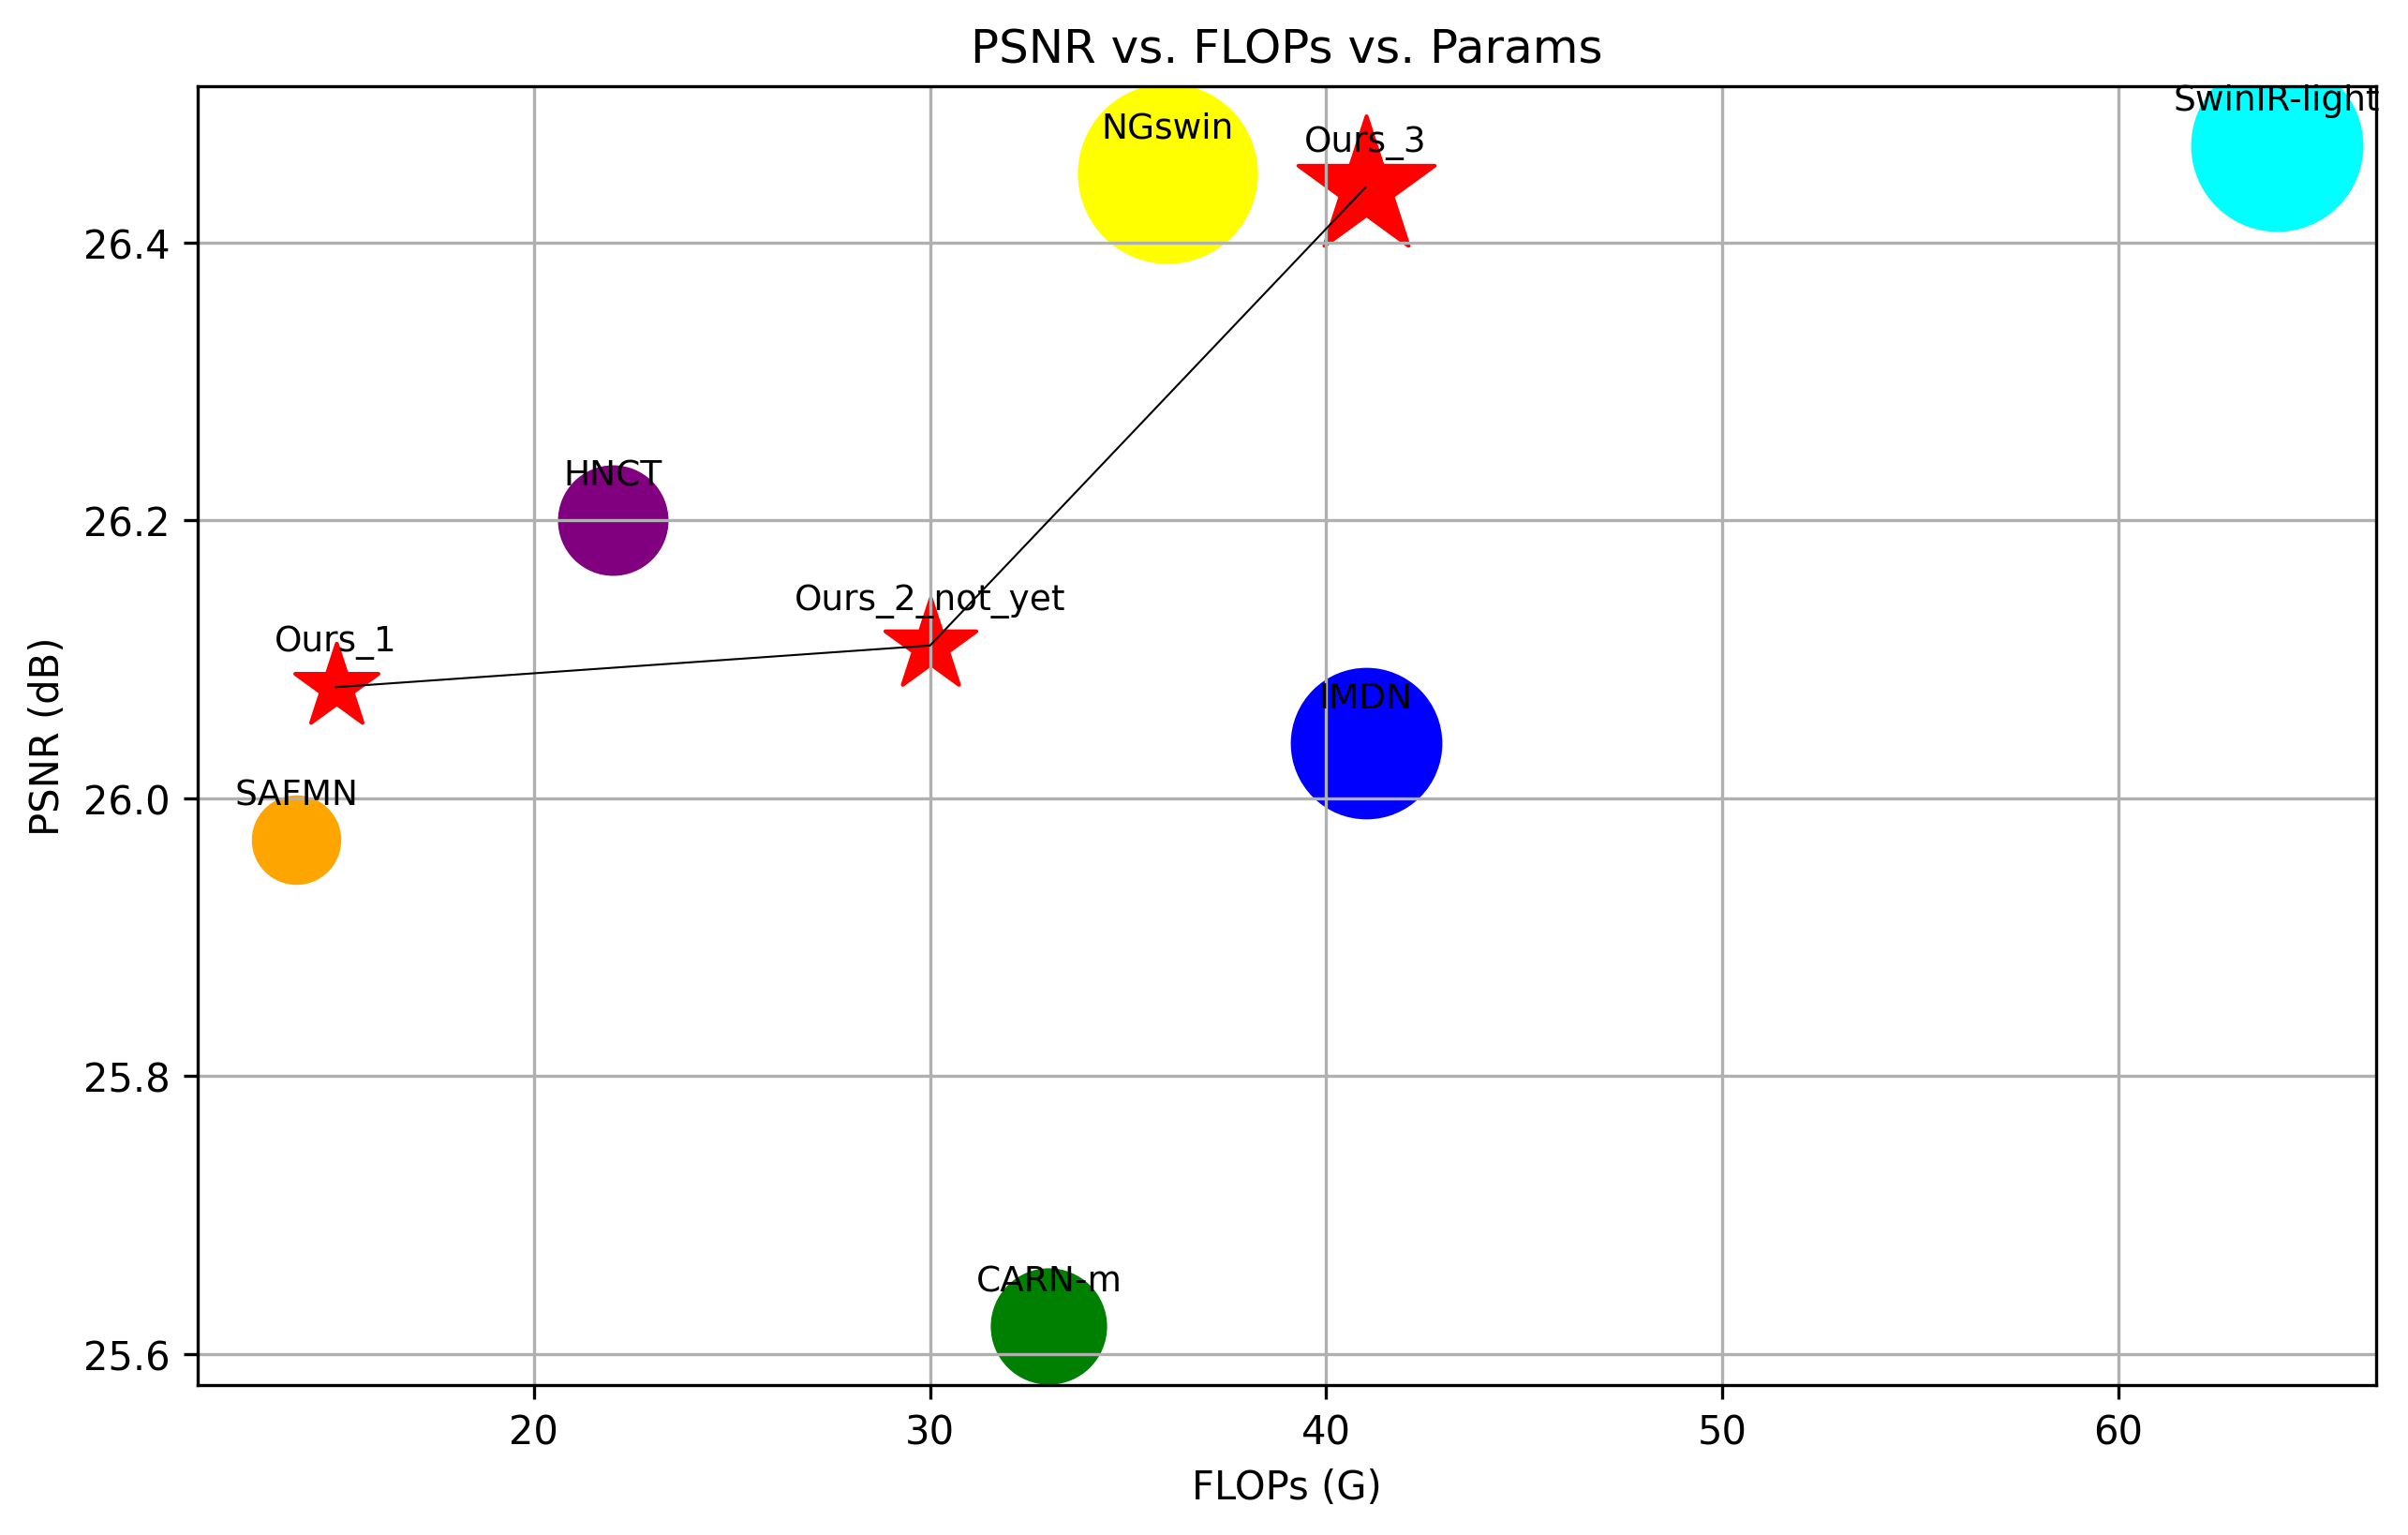 PSNR vs. FLOPs vs. Params
SwinIR-light
NGswin
Ours_3
26.4
HNCT
26.2
Ours_2_not_yet
Ours_1
IMDN
SAFMN
26.0
PSNR (dB)
25.8
CARN-m
25.6
20 30 40 50 60
FLOPs (G)